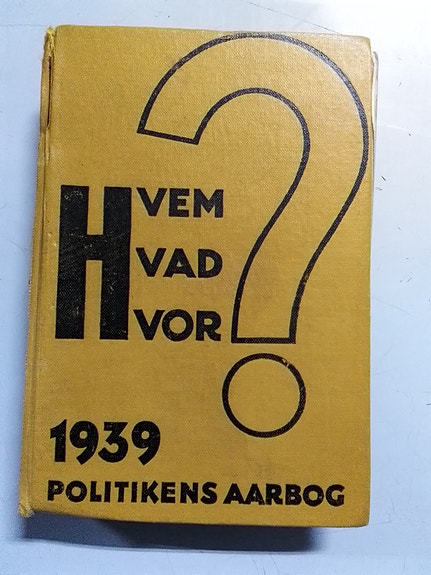 HVEM
HVAD
HVOR?
1939
POLITIKENS AARBOG